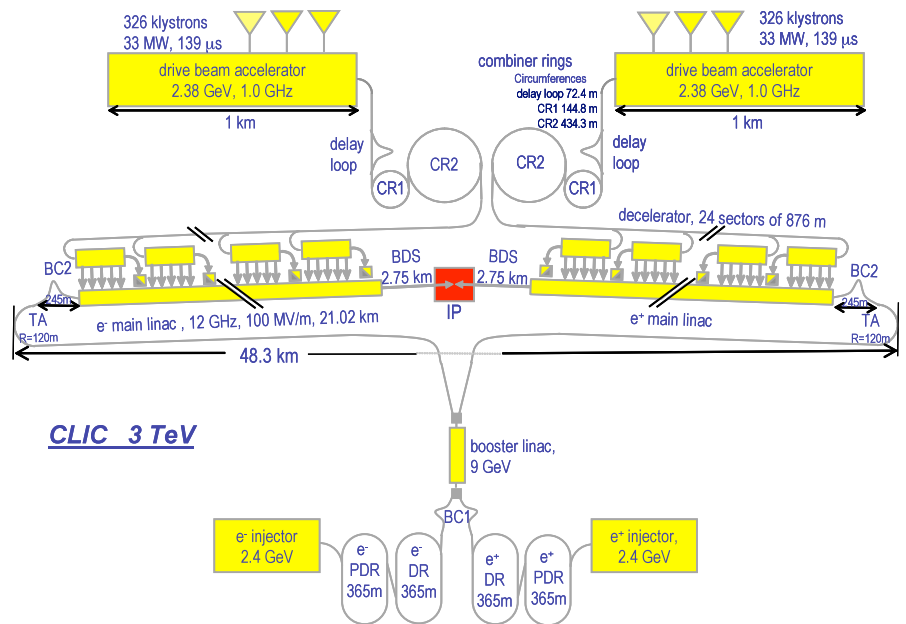 326 klystrons
33 MW, 139 μs
drive beam accelerator
2.38 GeV, 1.0 GHz
1 km
delay
loop
CR1
CR2
combiner rings
Circumferences
delay loop 72.4 m
CR1 144.8 m
CR2 434.3 m
326 klystrons
33 MW, 139 μs
drive beam accelerator
2.38 GeV, 1.0 GHz
1 km
delay
loop
CR2
CR1
decelerator, 24 sectors of 876 m
BC2
245m
TA
R=120m
BDS
2.75 km
BDS
2.75 km
IP
BC2
245m
TA
R=120m
e- main linac , 12 GHz, 100 MV/m, 21.02 km
e+ main linac
48.3 km
CLIC 3 TeV
booster linac,
9 GeV
BC1
e- injector
2.4 GeV
e-
PDR
365m
e-
DR
365m
e+
DR
365m
e+
PDR
365m
e+ injector,
2.4 GeV